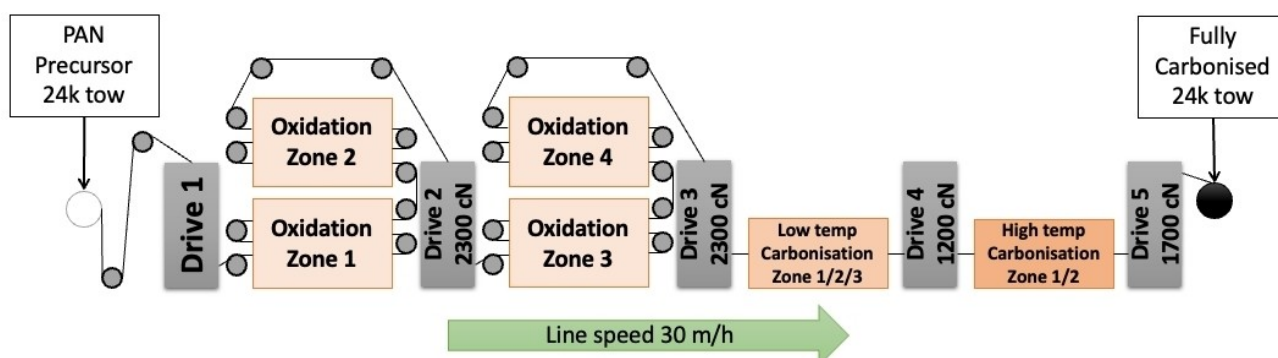 PAN
Precursor
24k tow
Drive 1
Oxidation
Zone 2
Oxidation
Zone 1
Drive 2
2300 cN
Oxidation
Zone 4
Oxidation
Zone 3
Drive 3
2300 cN
Low temp
Carbonisation
Zone 1/2/3
Drive 4
1200 cN
High temp
Carbonisation
Zone 1/2
Drive 5
1700 cN
Fully
Carbonised
24k tow
Line speed 30 m/h